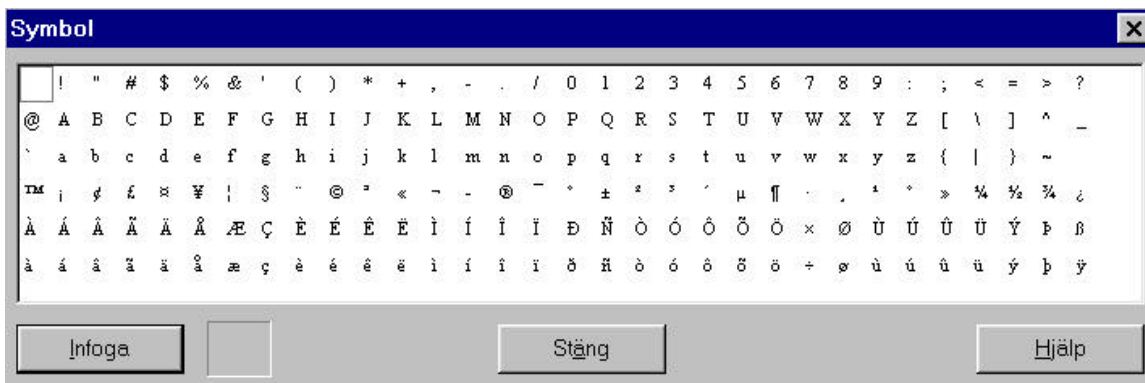 Symbol
! " # $ % & ' ( ) * + , - . / 0 1 2 3 4 5 6 7 8 9 : ; < = > ?
@ A B C D E F G H I J K L M N O P Q R S T U V W X Y Z [ \ ] ^ _
` a b c d e f g h i j k l m n o p q r s t u v w x y z { | } ~
™ ¡ ¢ £ ¤ ¥ ¦ § ¨ © ª « ¬ - ® ¯ ° ± ² ³ ´ µ ¶ · ¸ ¹ º » ¼ ½ ¾ ¿
À Á Â Ã Ä Å Æ Ç È É Ê Ë Ì Í Î Ï Ð Ñ Ò Ó Ô Õ Ö × Ø Ù Ú Û Ü Ý Þ ß
à á â ã ä å æ ç è é ê ë ì í î ï ð ñ ò ó ô õ ö ÷ ø ù ú û ü ý þ ÿ
Infoga Stäng Hjälp